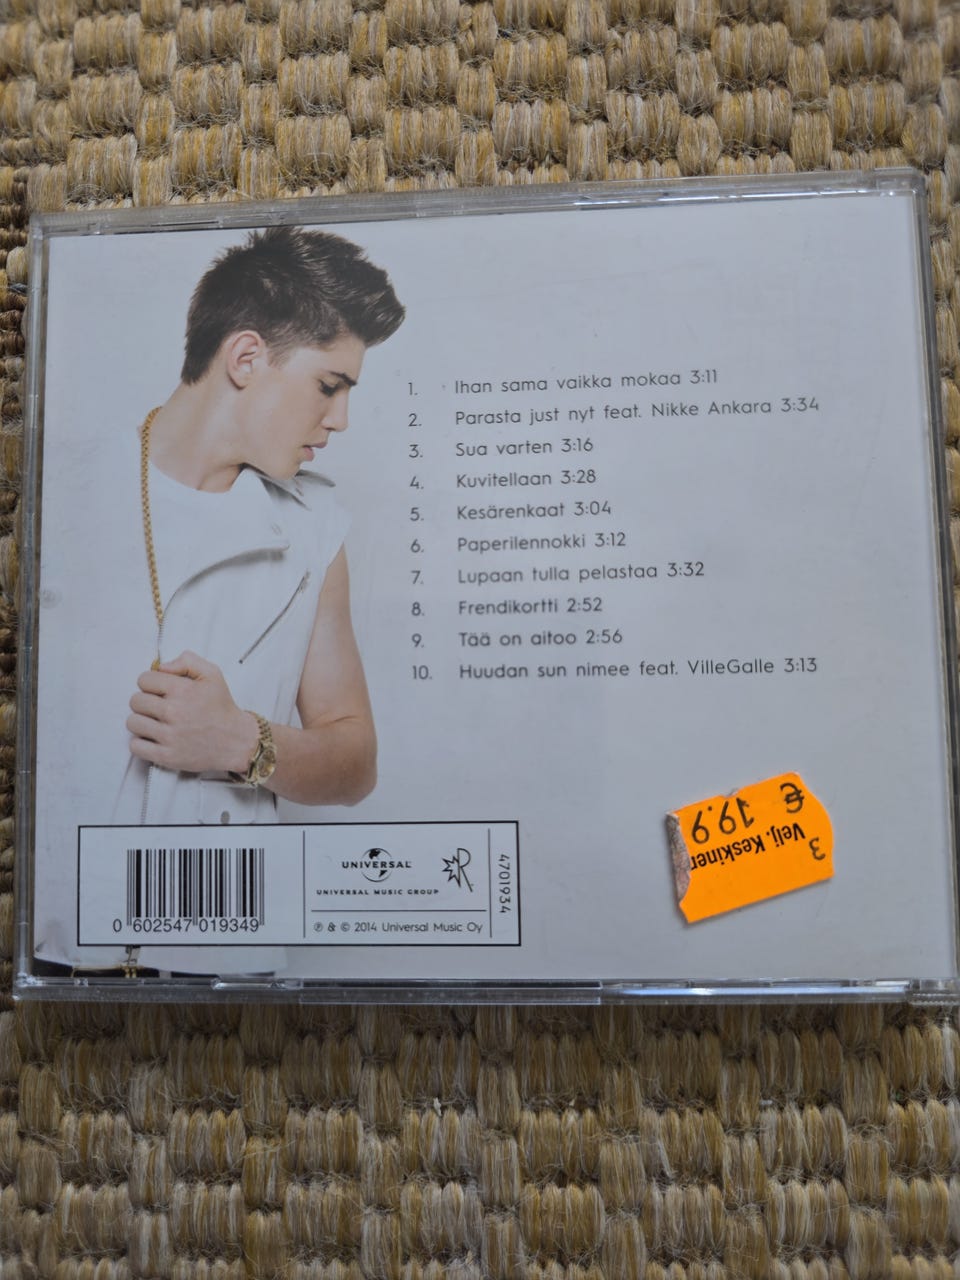 1. Ihan sama vaikka mokaa 3:11
2. Parasta just nyt feat. Nikke Ankara 3:34
3. Sua varten 3:16
4. Kuvitellaan 3:28
5. Kesärenkaat 3:04
6. Paperilennokki 3:12
7. Lupaan tulla pelastaa 3:32
8. Frendikortti 2:52
9. Tää on aitoo 2:56
10. Huudan sun nimee feat. VilleGalle 3:13
3
Velj. Keskinen
€ 19.9
0 602547 019349
UNIVERSAL
UNIVERSAL MUSIC GROUP
R
℗ & © 2014 Universal Music Oy
4701934